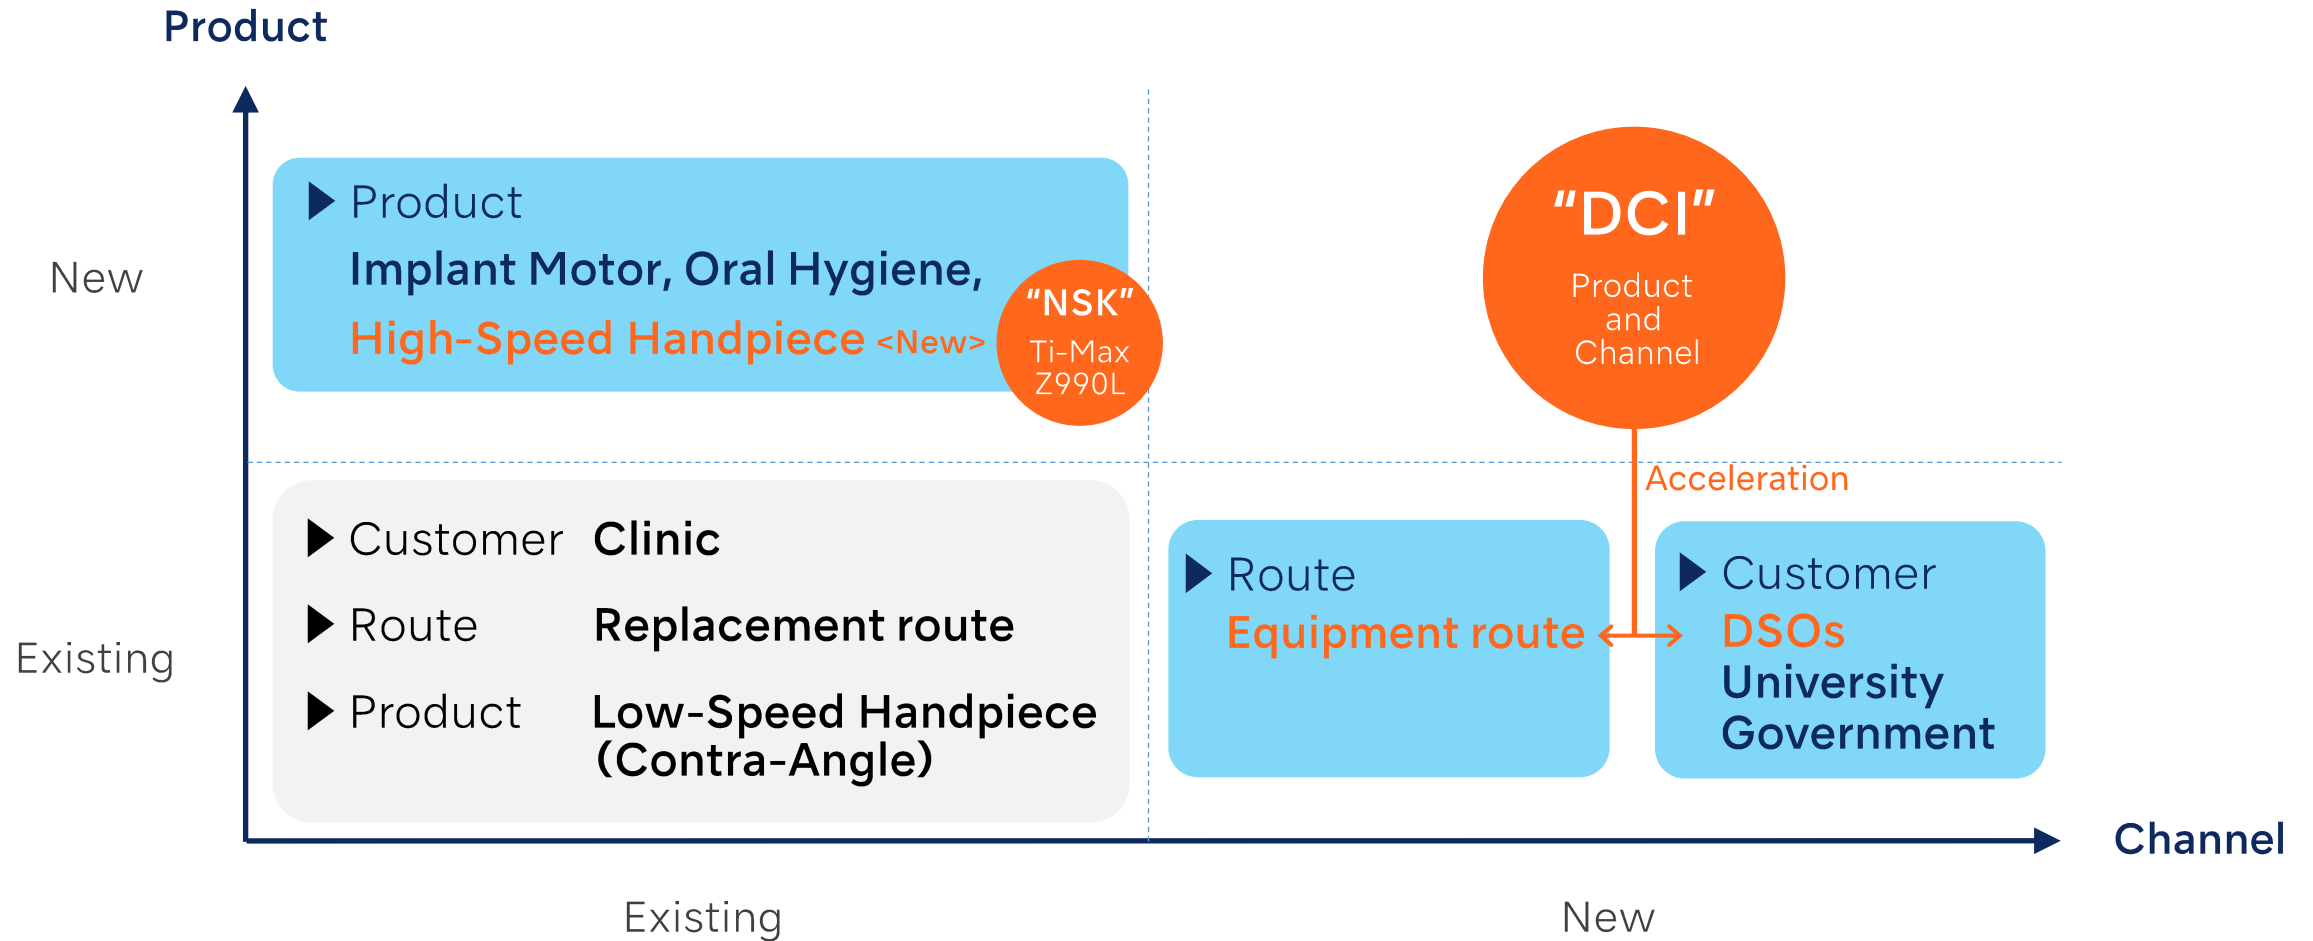 Product
New
Product
Implant Motor, Oral Hygiene,
High-Speed Handpiece <New>
“NSK”
Ti-Max
Z990L
“DCI”
Product
and
Channel
Acceleration
Existing
Customer Clinic
Route Replacement route
Product Low-Speed Handpiece
(Contra-Angle)
Route
Equipment route
Customer
DSOs
University
Government
Channel
Existing
New